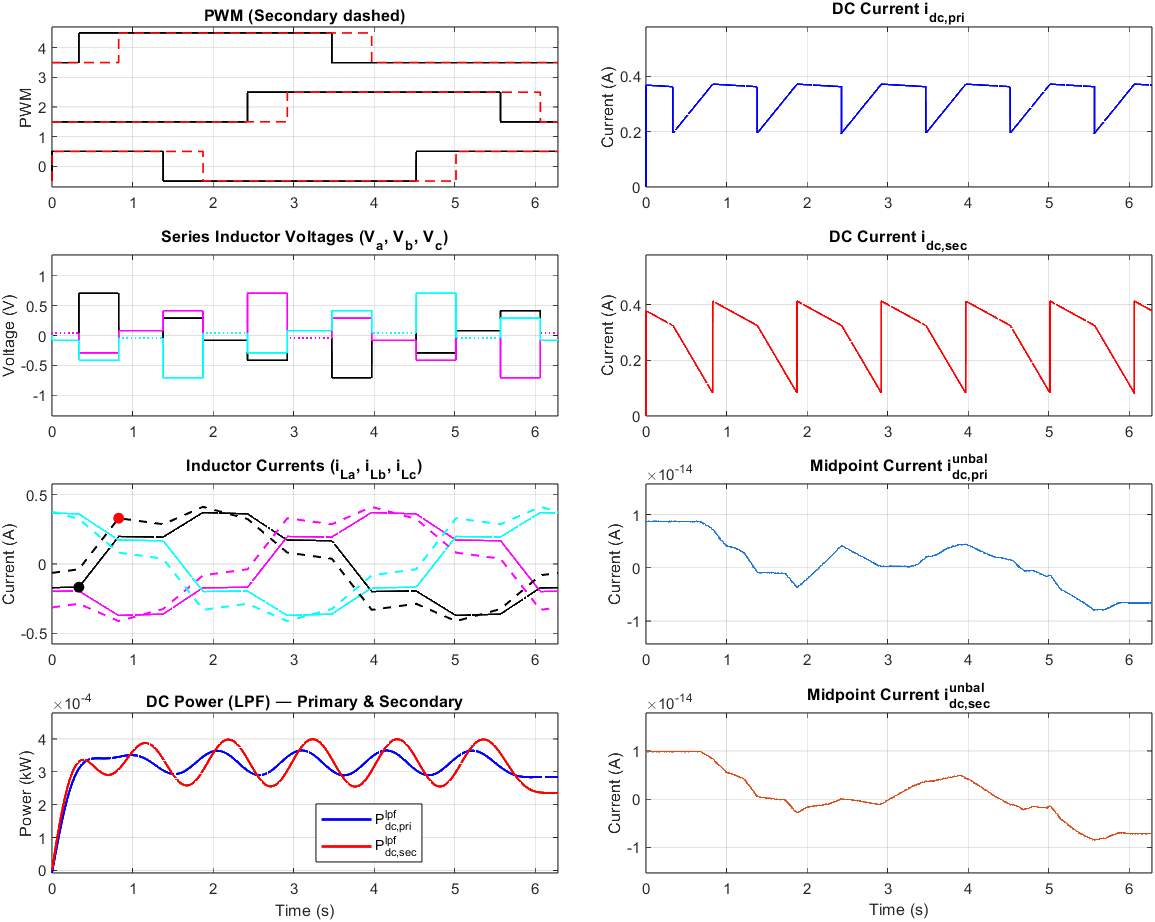 PWM (Secondary dashed)
PWM
4
3
2
1
0
0 1 2 3 4 5 6
DC Current i_dc,pri
Current (A)
0.4
0.2
0
0 1 2 3 4 5 6
Series Inductor Voltages (V_a, V_b, V_c)
Voltage (V)
1
0.5
0
-0.5
-1
0 1 2 3 4 5 6
DC Current i_dc,sec
Current (A)
0.4
0.2
0
0 1 2 3 4 5 6
Inductor Currents (i_La, i_Lb, i_Lc)
Current (A)
0.5
0
-0.5
0 1 2 3 4 5 6
Midpoint Current i_dc,pri^unbal
×10^-14
Current (A)
1
0
-1
0 1 2 3 4 5 6
DC Power (LPF) — Primary & Secondary
×10^-4
Power (kW)
4
3
2
1
0
P_dc,pri^lpf
P_dc,sec^lpf
0 1 2 3 4 5 6
Time (s)
Midpoint Current i_dc,sec^unbal
×10^-14
Current (A)
1
0
-1
0 1 2 3 4 5 6
Time (s)